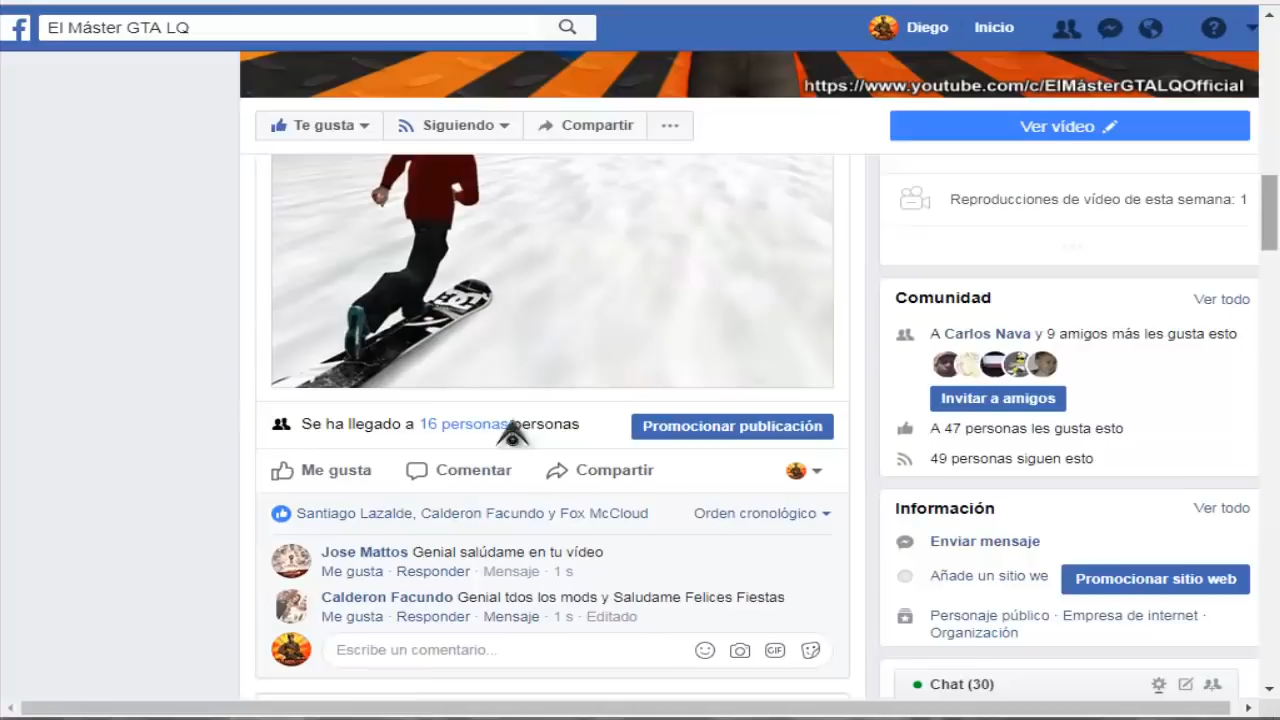 El Máster GTA LQ
Diego
Inicio
https://www.youtube.com/c/ElMásterGTALQOfficial
Te gusta
Siguiendo
Compartir
Ver vídeo
Reproducciones de vídeo de esta semana: 1
DC
Comunidad
Ver todo
A Carlos Nava y 9 amigos más les gusta esto
Invitar a amigos
A 47 personas les gusta esto
49 personas siguen esto
Se ha llegado a 16 personas personas
Promocionar publicación
Me gusta
Comentar
Compartir
Santiago Lazalde, Calderon Facundo y Fox McCloud
Orden cronológico
Jose Mattos Genial salúdame en tu vídeo
Me gusta · Responder · Mensaje · 1 s
Calderon Facundo Genial tdos los mods y Saludame Felices Fiestas
Me gusta · Responder · Mensaje · 1 s · Editado
Escribe un comentario...
GIF
Información
Ver todo
Enviar mensaje
Añade un sitio we
Promocionar sitio web
Personaje público · Empresa de internet ·
Organización
Chat (30)